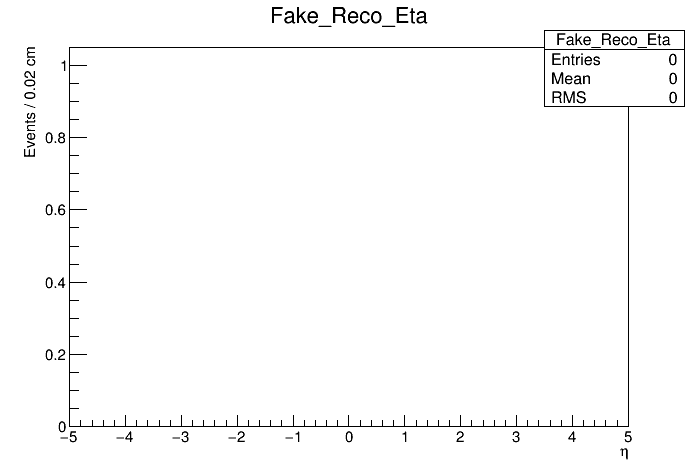 Fake_Reco_Eta
Fake_Reco_Eta
Entries 0
Mean 0
RMS 0
Events / 0.02 cm
1
0.8
0.6
0.4
0.2
0
−5 −4 −3 −2 −1 0 1 2 3 4 5
η